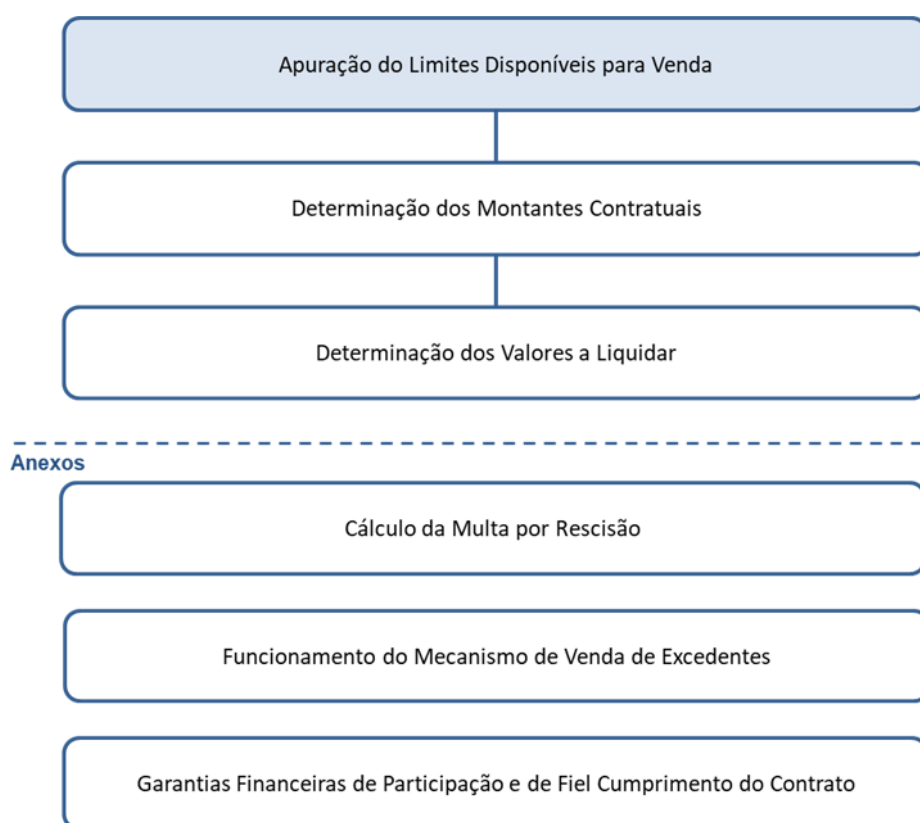 Apuração do Limites Disponíveis para Venda
Determinação dos Montantes Contratuais
Determinação dos Valores a Liquidar
Anexos
Cálculo da Multa por Rescisão
Funcionamento do Mecanismo de Venda de Excedentes
Garantias Financeiras de Participação e de Fiel Cumprimento do Contrato